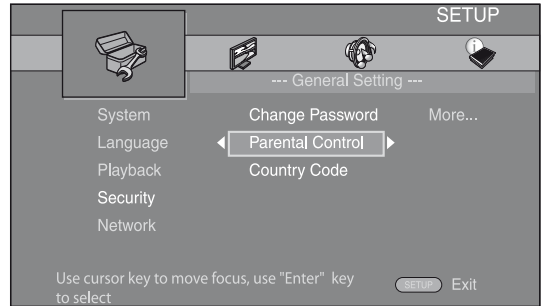 SETUP
--- General Setting ---
System Change Password More...
Language Parental Control
Playback Country Code
Security
Network
Use cursor key to move focus, use "Enter" key
to select
SETUP Exit